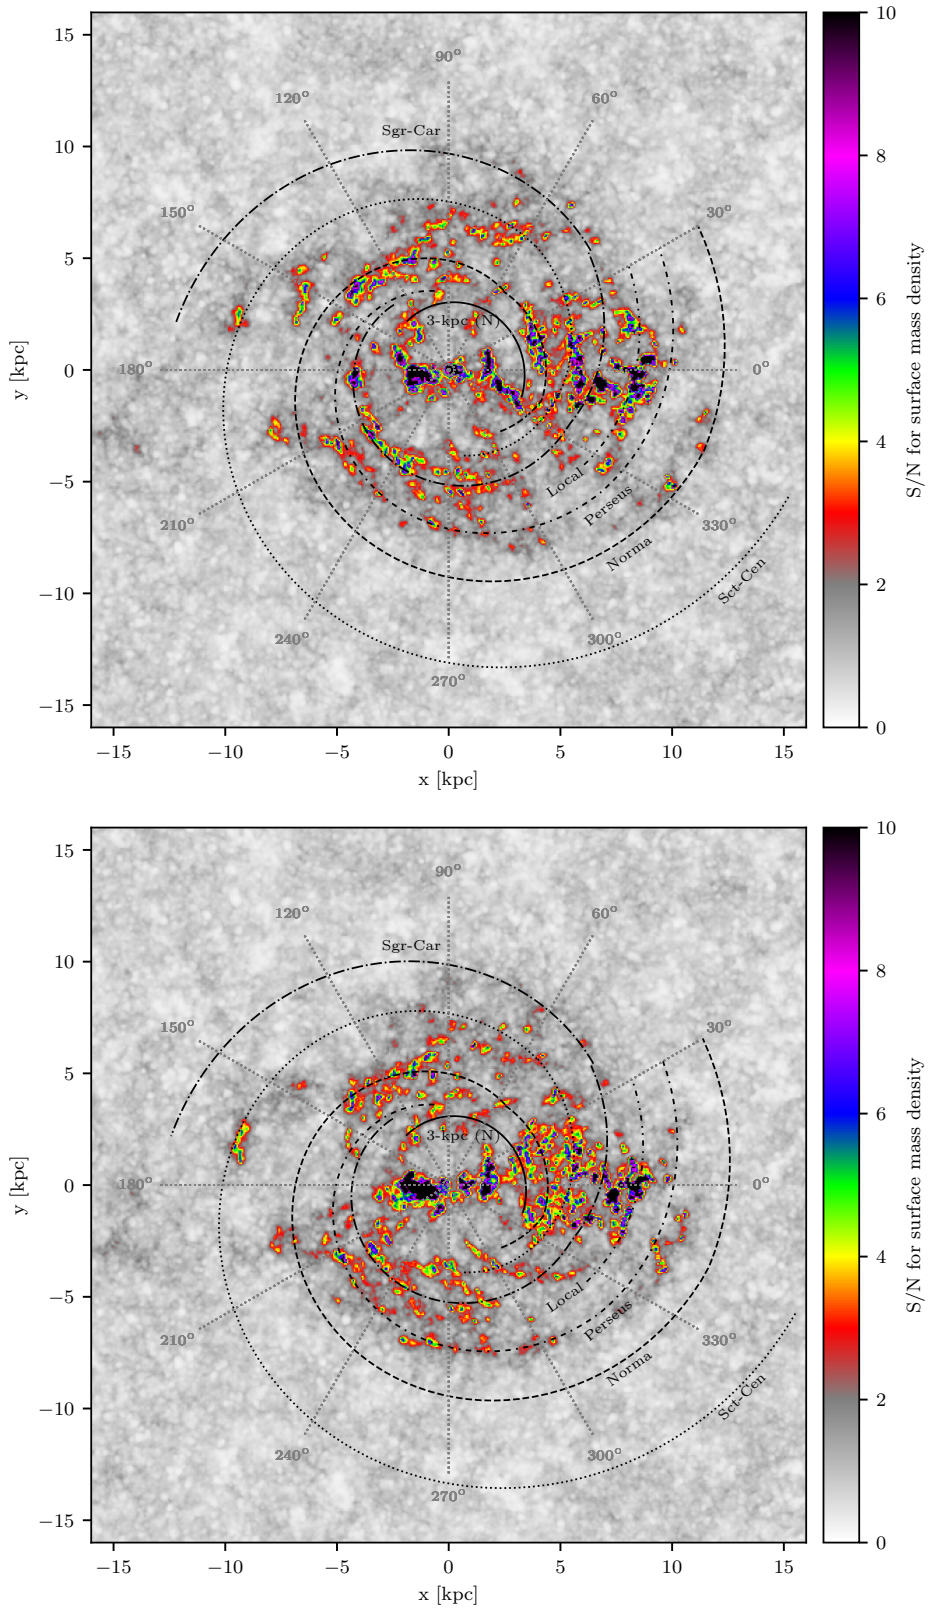 15
10
5
0
−5
−10
−15
y [kpc]
−15 −10 −5 0 5 10 15
x [kpc]
90°
120° 60°
Sgr-Car
150° 30°
3-kpc (N)
180° 0°
Local
Perseus
210° 330°
Norma
Sct-Cen
240° 300°
270°
10
8
6
4
2
0
S/N for surface mass density
15
10
5
0
−5
−10
−15
y [kpc]
−15 −10 −5 0 5 10 15
x [kpc]
90°
120° 60°
Sgr-Car
150° 30°
3-kpc (N)
180° 0°
Local
Perseus
210° 330°
Norma
Sct-Cen
240° 300°
270°
10
8
6
4
2
0
S/N for surface mass density